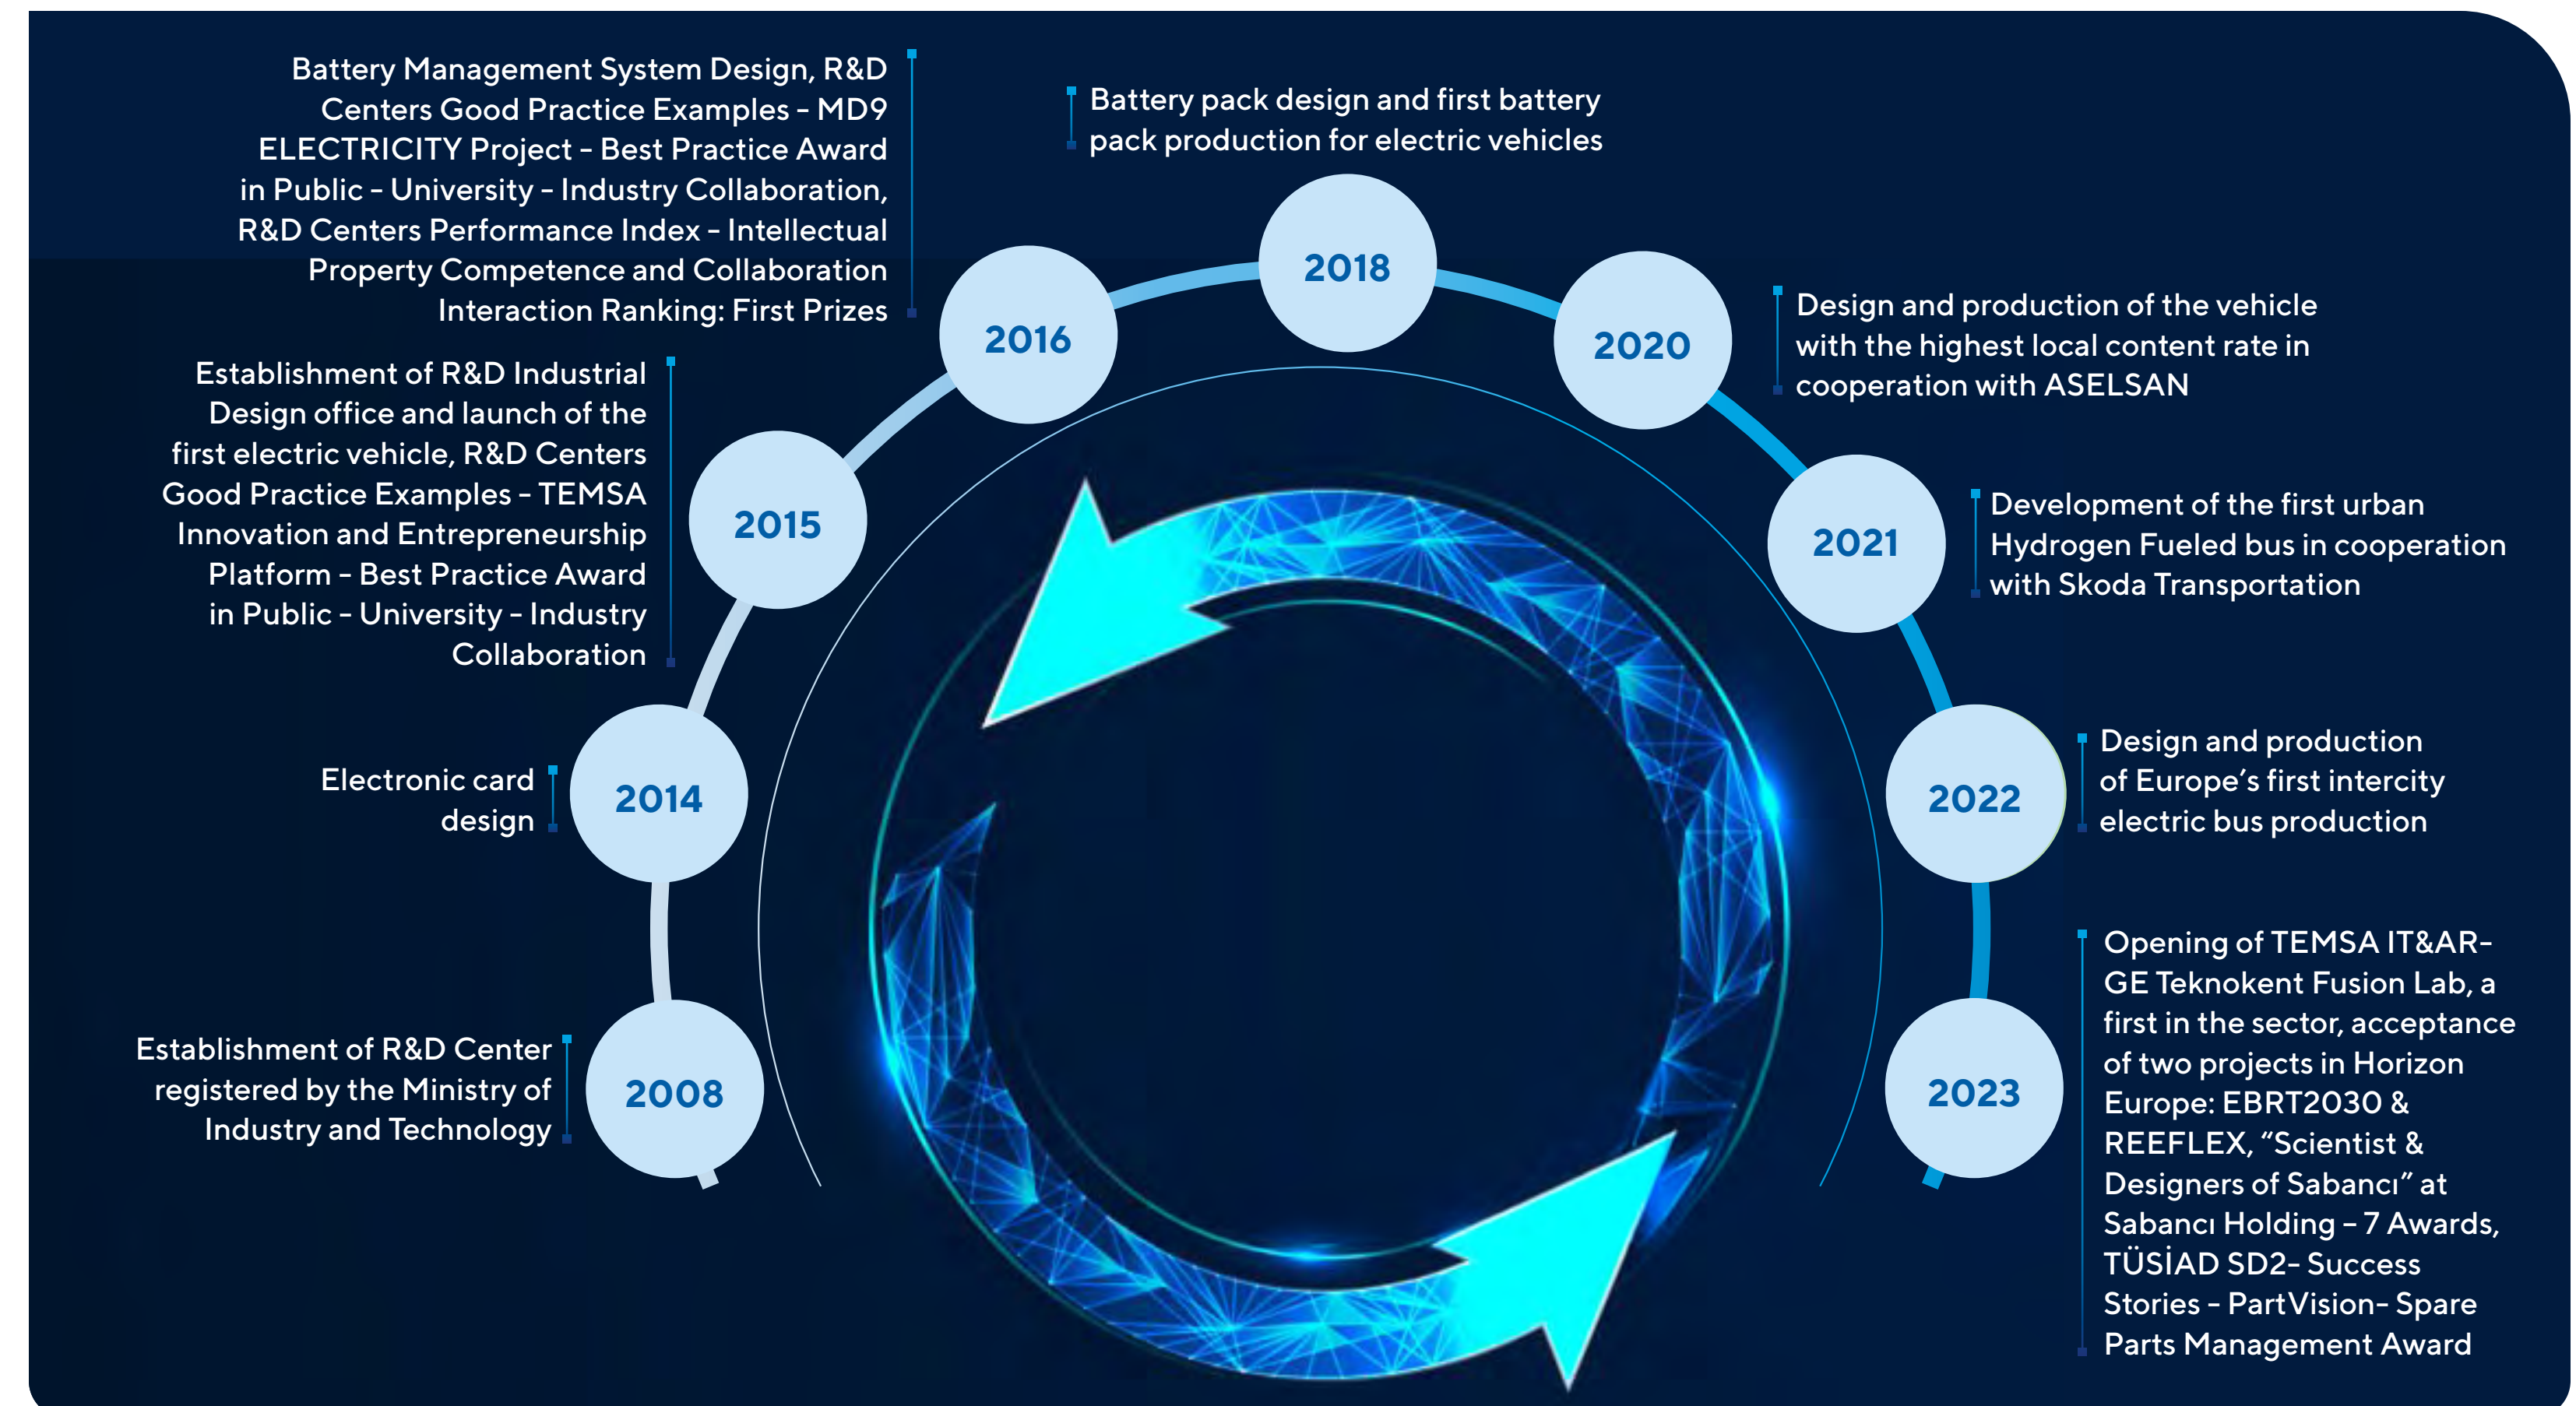 Battery Management System Design, R&D
Centers Good Practice Examples - MD9
ELECTRICITY Project - Best Practice Award
in Public - University - Industry Collaboration,
R&D Centers Performance Index - Intellectual
Property Competence and Collaboration
Interaction Ranking: First Prizes
2016
Battery pack design and first battery
pack production for electric vehicles
2018
2020
Design and production of the vehicle
with the highest local content rate in
cooperation with ASELSAN
Establishment of R&D Industrial
Design office and launch of the
first electric vehicle, R&D Centers
Good Practice Examples - TEMSA
Innovation and Entrepreneurship
Platform - Best Practice Award
in Public - University - Industry
Collaboration
2015
2021
Development of the first urban
Hydrogen Fueled bus in cooperation
with Skoda Transportation
Electronic card
design
2014
2022
Design and production
of Europe’s first intercity
electric bus production
Establishment of R&D Center
registered by the Ministry of
Industry and Technology
2008
2023
Opening of TEMSA IT&AR-
GE Teknokent Fusion Lab, a
first in the sector, acceptance
of two projects in Horizon
Europe: EBRT2030 &
REEFLEX, “Scientist &
Designers of Sabancı” at
Sabancı Holding – 7 Awards,
TÜSİAD SD2- Success
Stories - PartVision- Spare
Parts Management Award